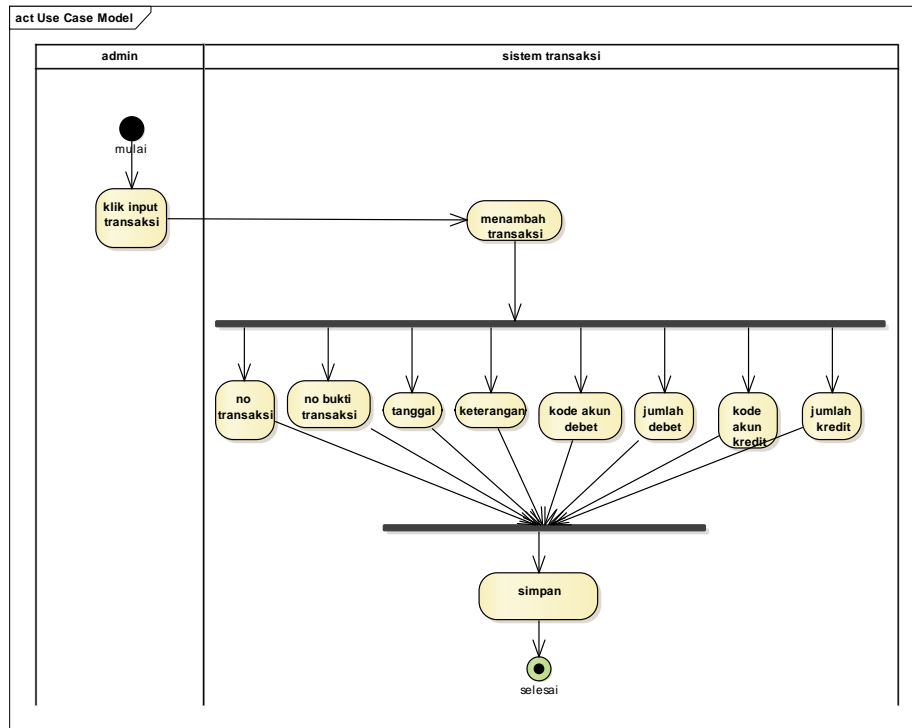 act Use Case Model
admin
sistem transaksi
mulai
klik input
transaksi
menambah
transaksi
no
transaksi
no bukti
transaksi
tanggal
keterangan
kode akun
debet
jumlah
debet
kode
akun
kredit
jumlah
kredit
simpan
selesai